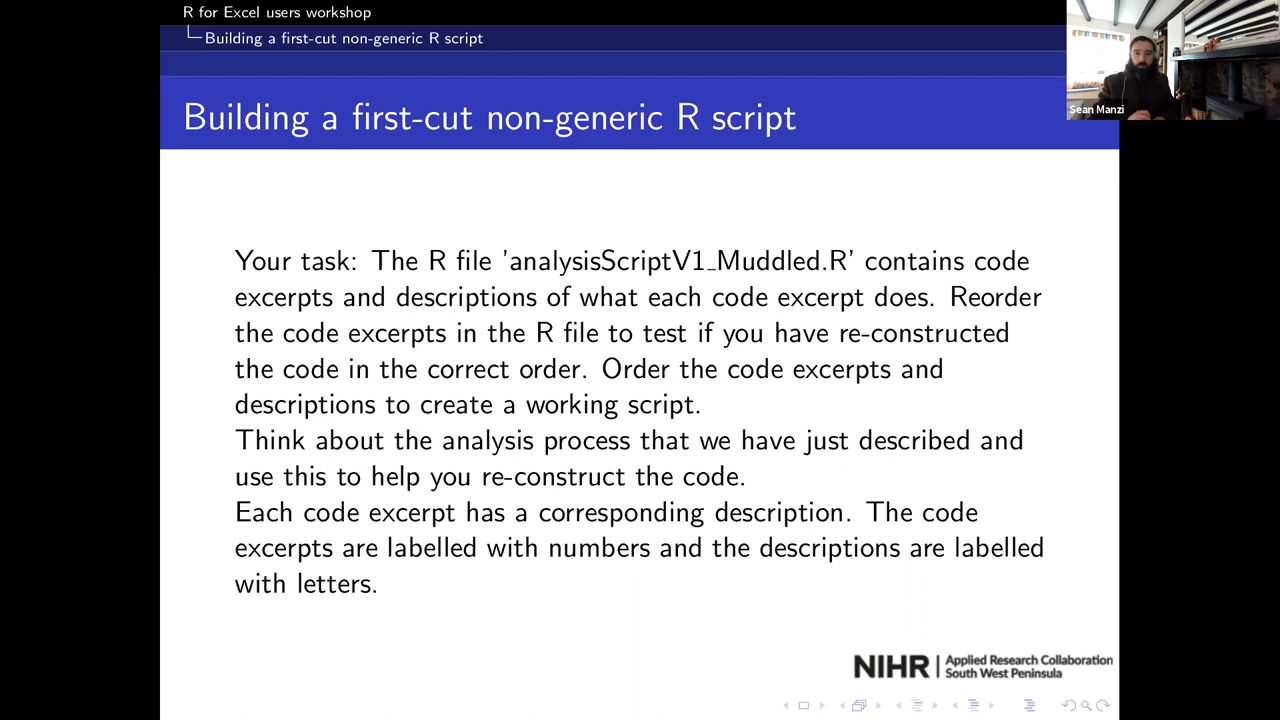 R for Excel users workshop
Building a first-cut non-generic R script
Sean Manzi
Building a first-cut non-generic R script
Your task: The R file 'analysisScriptV1_Muddled.R' contains code
excerpts and descriptions of what each code excerpt does. Reorder
the code excerpts in the R file to test if you have re-constructed
the code in the correct order. Order the code excerpts and
descriptions to create a working script.
Think about the analysis process that we have just described and
use this to help you re-construct the code.
Each code excerpt has a corresponding description. The code
excerpts are labelled with numbers and the descriptions are labelled
with letters.
NIHR | Applied Research Collaboration
South West Peninsula